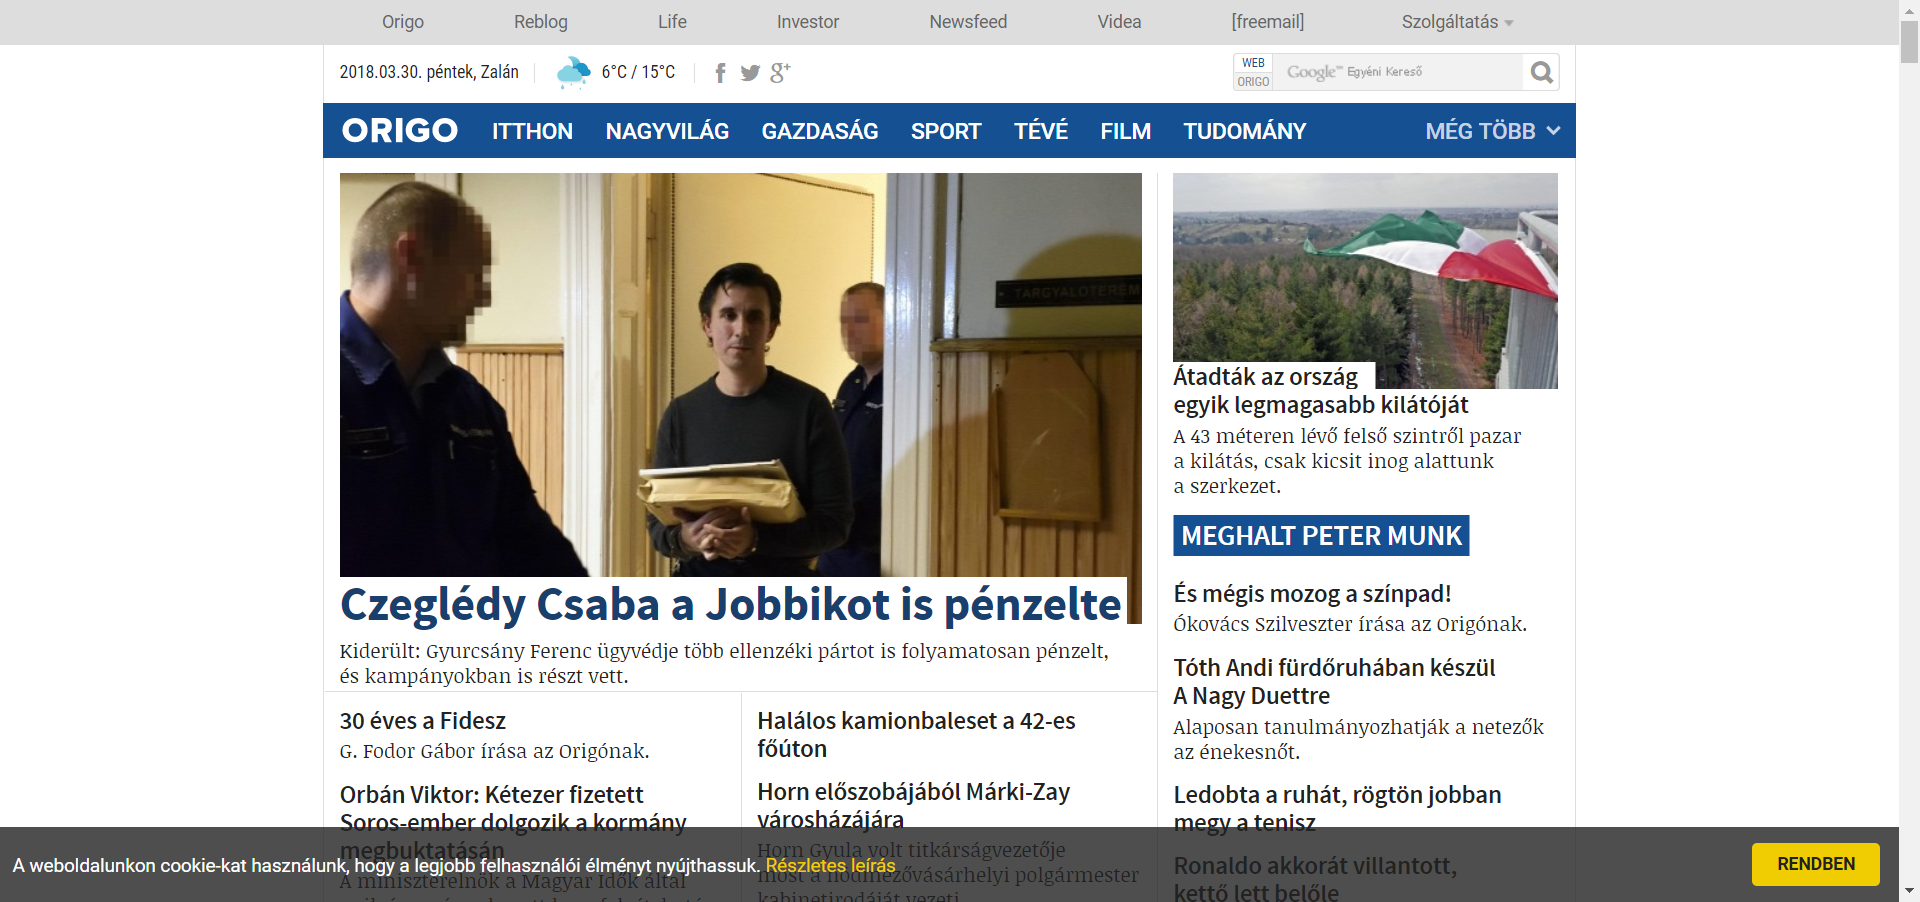 Origo Reblog Life Investor Newsfeed Videa [freemail] Szolgáltatás
2018.03.30. péntek, Zalán 6°C / 15°C
WEB
ORIGO
Google™ Egyéni Kereső
ORIGO ITTHON NAGYVILÁG GAZDASÁG SPORT TÉVÉ FILM TUDOMÁNY MÉG TÖBB
TÁRGYALÓTEREM
Czeglédy Csaba a Jobbikot is pénzelte
Kiderült: Gyurcsány Ferenc ügyvédje több ellenzéki pártot is folyamatosan pénzelt,
és kampányokban is részt vett.
30 éves a Fidesz
G. Fodor Gábor írása az Origónak.
Orbán Viktor: Kétezer fizetett
Soros-ember dolgozik a kormány
megbuktatásán
A miniszterelnök a Magyar Idők által
Halálos kamionbaleset a 42-es
főúton
Horn előszobájából Márki-Zay
városházájára
Horn Gyula volt titkárságvezetője
most a hódmezővásárhelyi polgármester
kabinetirodáját vezeti
Átadták az ország
egyik legmagasabb kilátóját
A 43 méteren lévő felső szintről pazar
a kilátás, csak kicsit inog alattunk
a szerkezet.
MEGHALT PETER MUNK
És mégis mozog a színpad!
Ókovács Szilveszter írása az Origónak.
Tóth Andi fürdőruhában készül
A Nagy Duettre
Alaposan tanulmányozhatják a netezők
az énekesnőt.
Ledobta a ruhát, rögtön jobban
megy a tenisz
Ronaldo akkorát villantott,
kettő lett belőle
A weboldalunkon cookie-kat használunk, hogy a legjobb felhasználói élményt nyújthassuk. Részletes leírás
RENDBEN